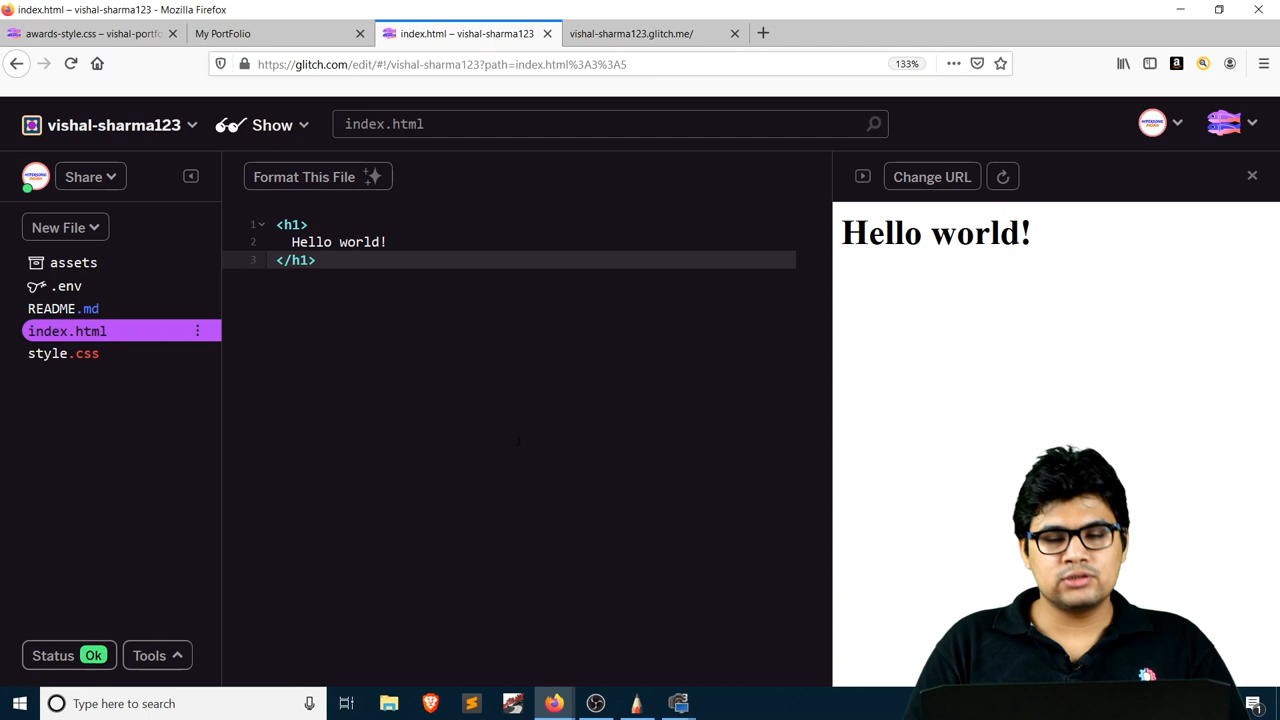 index.html – vishal-sharma123 - Mozilla Firefox
awards-style.css – vishal-portfo
My PortFolio
index.html – vishal-sharma123
vishal-sharma123.glitch.me/
https://glitch.com/edit/#!/vishal-sharma123?path=index.html%3A3%3A5
133%
vishal-sharma123
Show
index.html
Share
Format This File
Change URL
New File
assets
.env
README.md
index.html
style.css
1 <h1>
2 Hello world!
3 </h1>
Hello world!
Status Ok
Tools
Type here to search
1